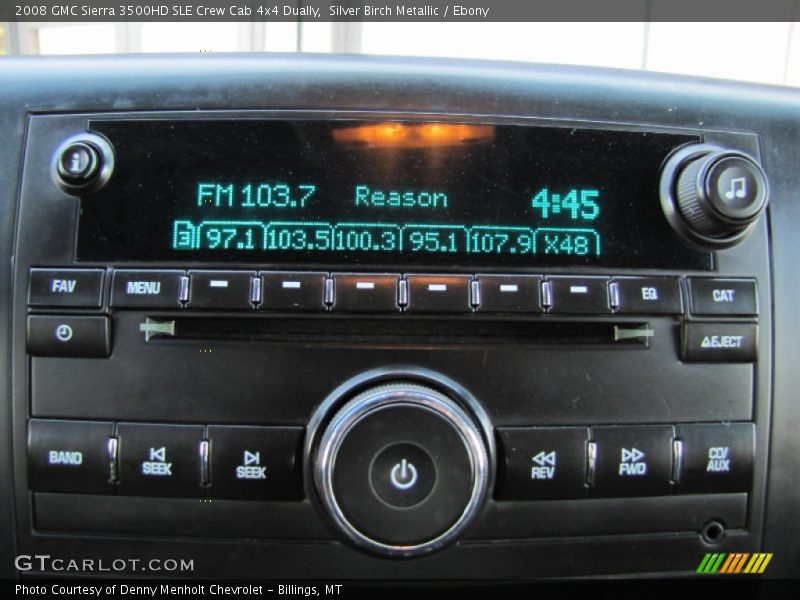 2008 GMC Sierra 3500HD SLE Crew Cab 4x4 Dually,  Silver Birch Metallic / Ebony
i
FM 103.7 Reason 4:45
3 97.1 103.5 100.3 95.1 107.9 X48
FAV MENU EQ CAT
EJECT
BAND SEEK SEEK REV FWD CD/
AUX
GTCARLOT.COM
Photo Courtesy of Denny Menholt Chevrolet - Billings, MT